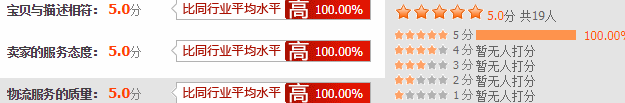 宝贝与描述相符： 5.0分 比同行业平均水平 高 100.00%
卖家的服务态度： 5.0分 比同行业平均水平 高 100.00%
物流服务的质量： 5.0分 比同行业平均水平 高 100.00%
5.0分 共19人
5分 100.00%
4分 暂无人打分
3分 暂无人打分
2分 暂无人打分
1分 暂无人打分